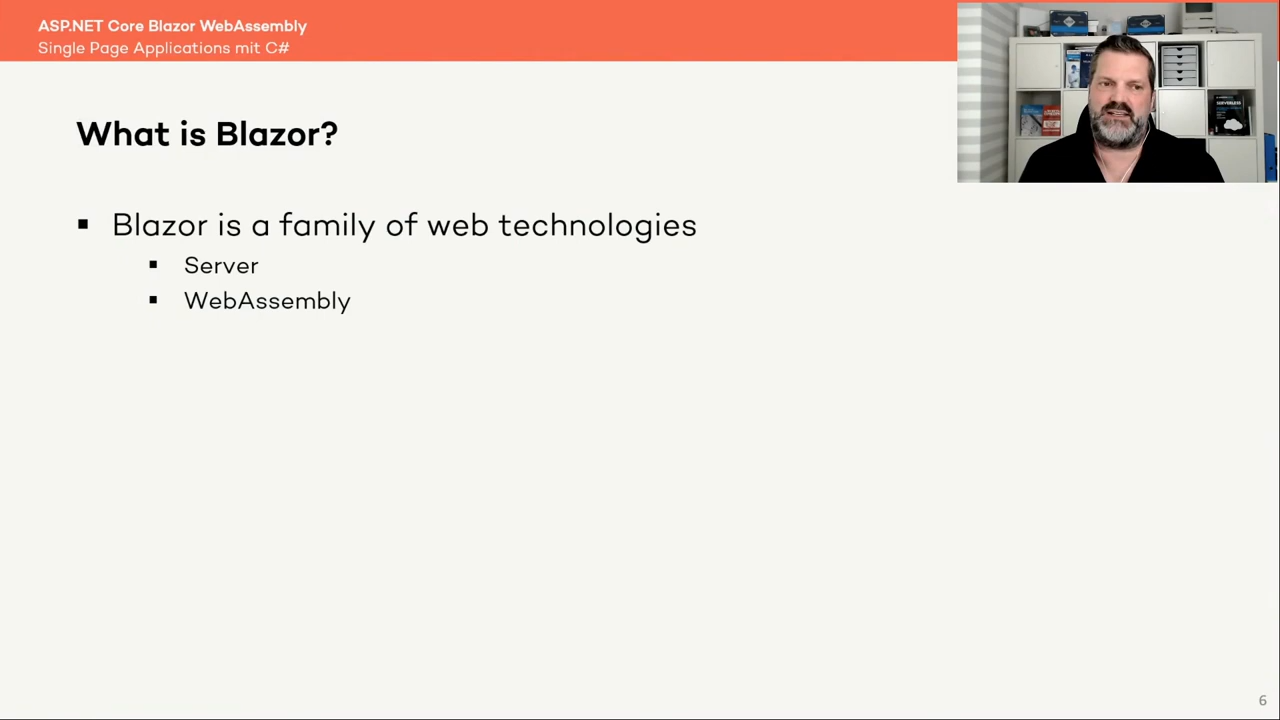 ASP.NET Core Blazor WebAssembly
Single Page Applications mit C#
What is Blazor?
Blazor is a family of web technologies
Server
WebAssembly
SERVERLESS
6